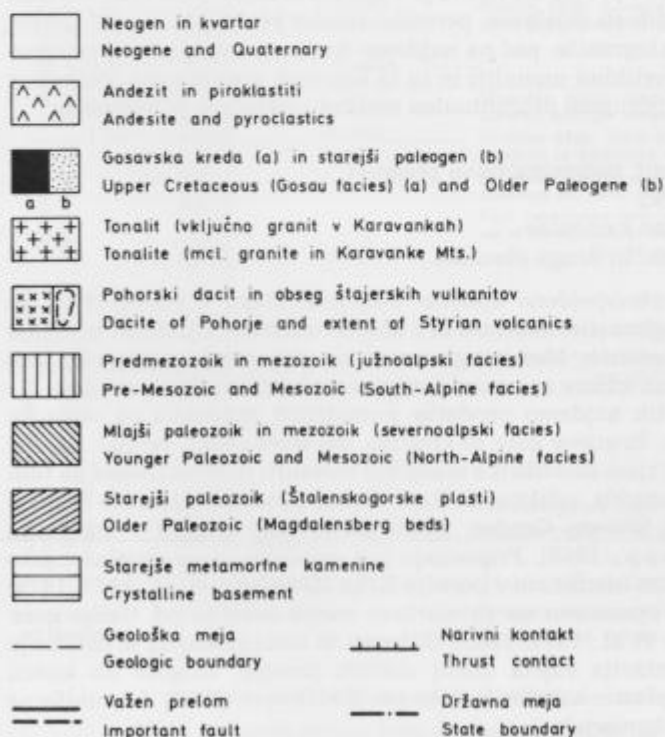 Neogen in kvartar
Neogene and Quaternary
Andezit in piroklastiti
Andesite and pyroclastics
Gosavska kreda (a) in starejši paleogen (b)
Upper Cretaceous (Gosau facies) (a) and Older Paleogene (b)
a b
Tonalit (vključno granit v Karavankah)
Tonalite (mcl. granite in Karavanke Mts.)
Pohorski dacit in obseg štajerskih vulkanitov
Dacite of Pohorje and extent of Styrian volcanics
Predmezozoik in mezozoik (južnoalpski facies)
Pre-Mesozoic and Mesozoic (South-Alpine facies)
Mlajši paleozoik in mezozoik (severnoalpski facies)
Younger Paleozoic and Mesozoic (North-Alpine facies)
Starejši paleozoik (Štalenskogorske plasti)
Older Paleozoic (Magdalensberg beds)
Starejše metamorfne kamenine
Crystalline basement
Geološka meja
Geologic boundary
Narivni kontakt
Thrust contact
Važen prelom
Important fault
Državna meja
State boundary